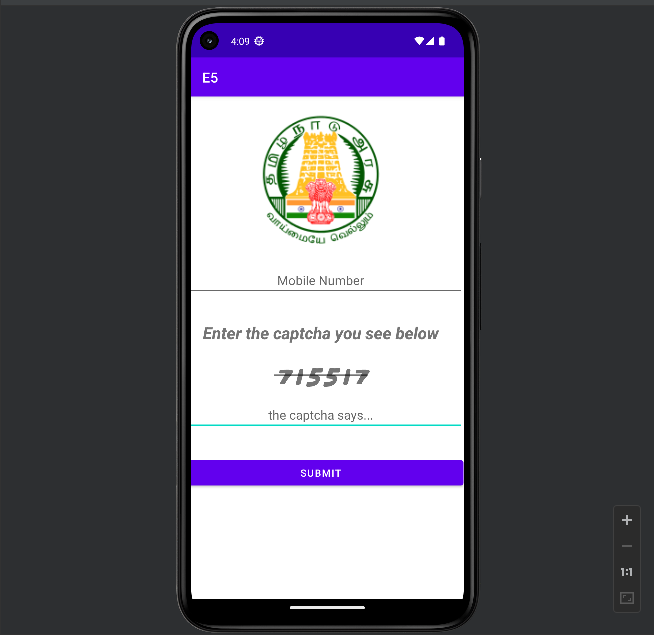 4:09
E5
தமிழ்நாடு அரசு
வாய்மையே வெல்லும்
Mobile Number
Enter the captcha you see below
715517
the captcha says...
SUBMIT
1:1